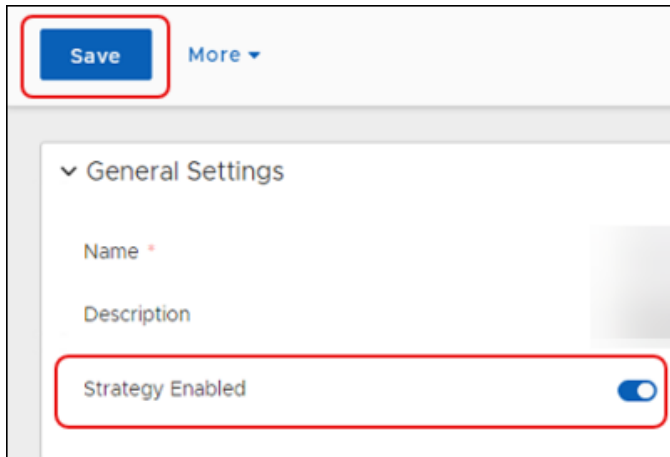 Save More
General Settings
Name *
Description
Strategy Enabled